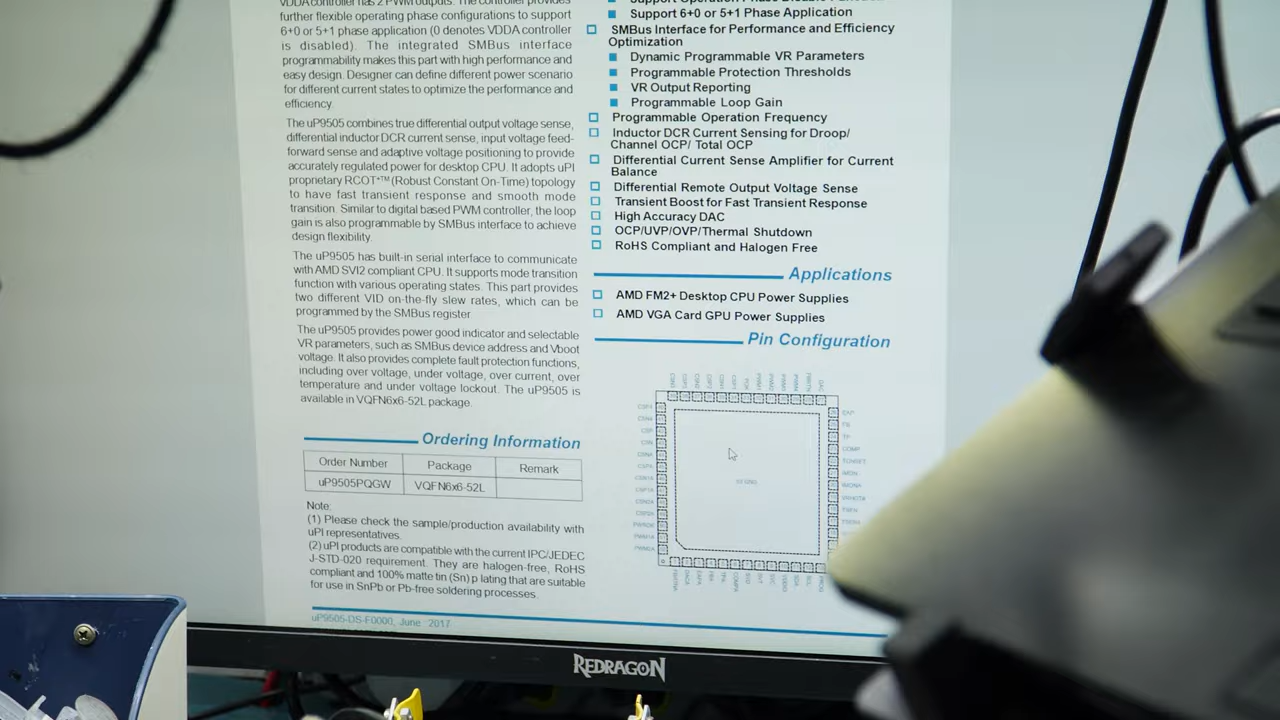 VDDA controller has 2 PWM outputs. The controller provides
further flexible operating phase configurations to support
6+0 or 5+1 phase application (0 denotes VDDA controller
is disabled). The integrated SMBus interface
programmability makes this part with high performance and
easy design. Designer can define different power scenario
for different current states to optimize the performance and
efficiency.
The uP9505 combines true differential output voltage sense,
differential inductor DCR current sense, input voltage feed-
forward sense and adaptive voltage positioning to provide
accurately regulated power for desktop CPU. It adopts uPI
proprietary RCOT+™ (Robust Constant On-Time) topology
to have fast transient response and smooth mode
transition. Similar to digital based PWM controller, the loop
gain is also programmable by SMBus interface to achieve
design flexibility.
The uP9505 has built-in serial interface to communicate
with AMD SVI2 compliant CPU. It supports mode transition
function with various operating states. This part provides
two different VID on-the-fly slew rates, which can be
programmed by the SMBus register.
The uP9505 provides power good indicator and selectable
VR parameters, such as SMBus device address and Vboot
voltage. It also provides complete fault protection functions,
including over voltage, under voltage, over current, over
temperature and under voltage lockout. The uP9505 is
available in VQFN6x6-52L package.
Ordering Information
Order Number Package Remark
uP9505PQGW VQFN6x6-52L
Note:
(1) Please check the sample/production availability with
uPI representatives.
(2) uPI products are compatible with the current IPC/JEDEC
J-STD-020 requirement. They are halogen-free, RoHS
compliant and 100% matte tin (Sn) plating that are suitable
for use in SnPb or Pb-free soldering processes.
uP9505-DS-F0000, June 2017
Support 6+0 or 5+1 Phase Application
SMBus Interface for Performance and Efficiency
Optimization
Dynamic Programmable VR Parameters
Programmable Protection Thresholds
VR Output Reporting
Programmable Loop Gain
Programmable Operation Frequency
Inductor DCR Current Sensing for Droop/
Channel OCP/ Total OCP
Differential Current Sense Amplifier for Current
Balance
Differential Remote Output Voltage Sense
Transient Boost for Fast Transient Response
High Accuracy DAC
OCP/UVP/OVP/Thermal Shutdown
RoHS Compliant and Halogen Free
Applications
AMD FM2+ Desktop CPU Power Supplies
AMD VGA Card GPU Power Supplies
Pin Configuration
REDRAGON